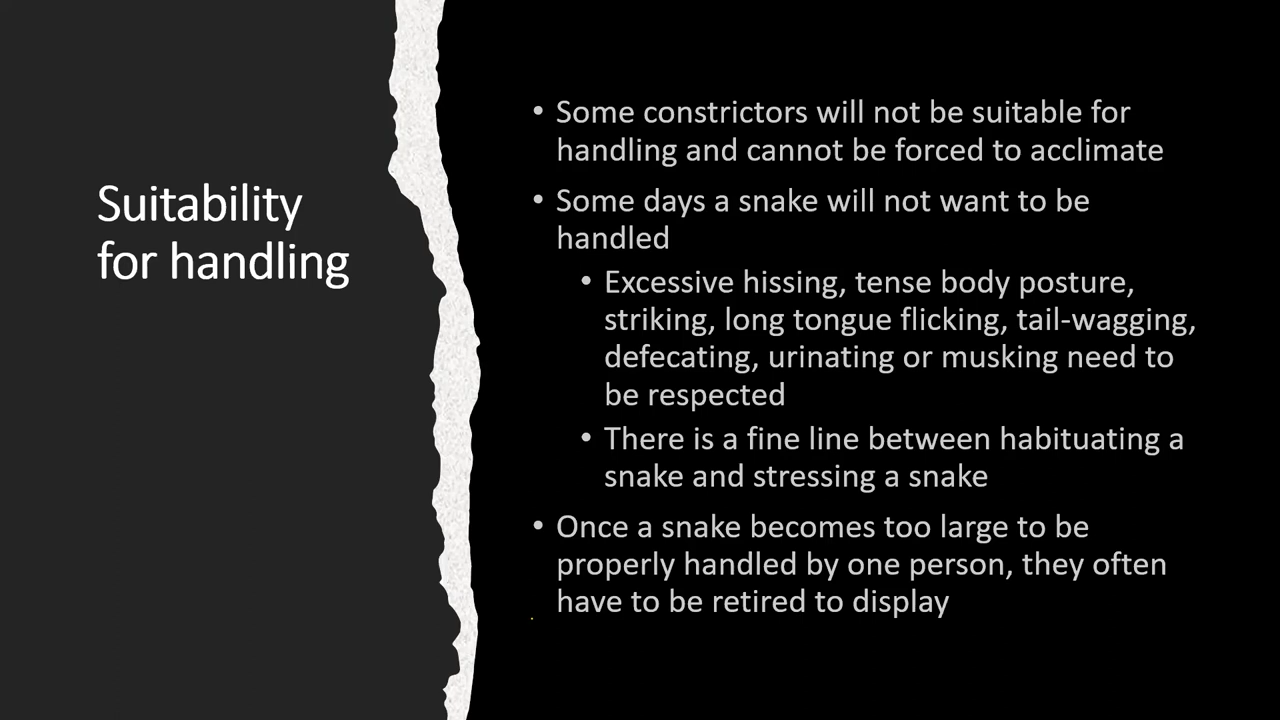 Suitability
for handling
• Some constrictors will not be suitable for
handling and cannot be forced to acclimate
• Some days a snake will not want to be
handled
• Excessive hissing, tense body posture,
striking, long tongue flicking, tail-wagging,
defecating, urinating or musking need to
be respected
• There is a fine line between habituating a
snake and stressing a snake
• Once a snake becomes too large to be
properly handled by one person, they often
have to be retired to display